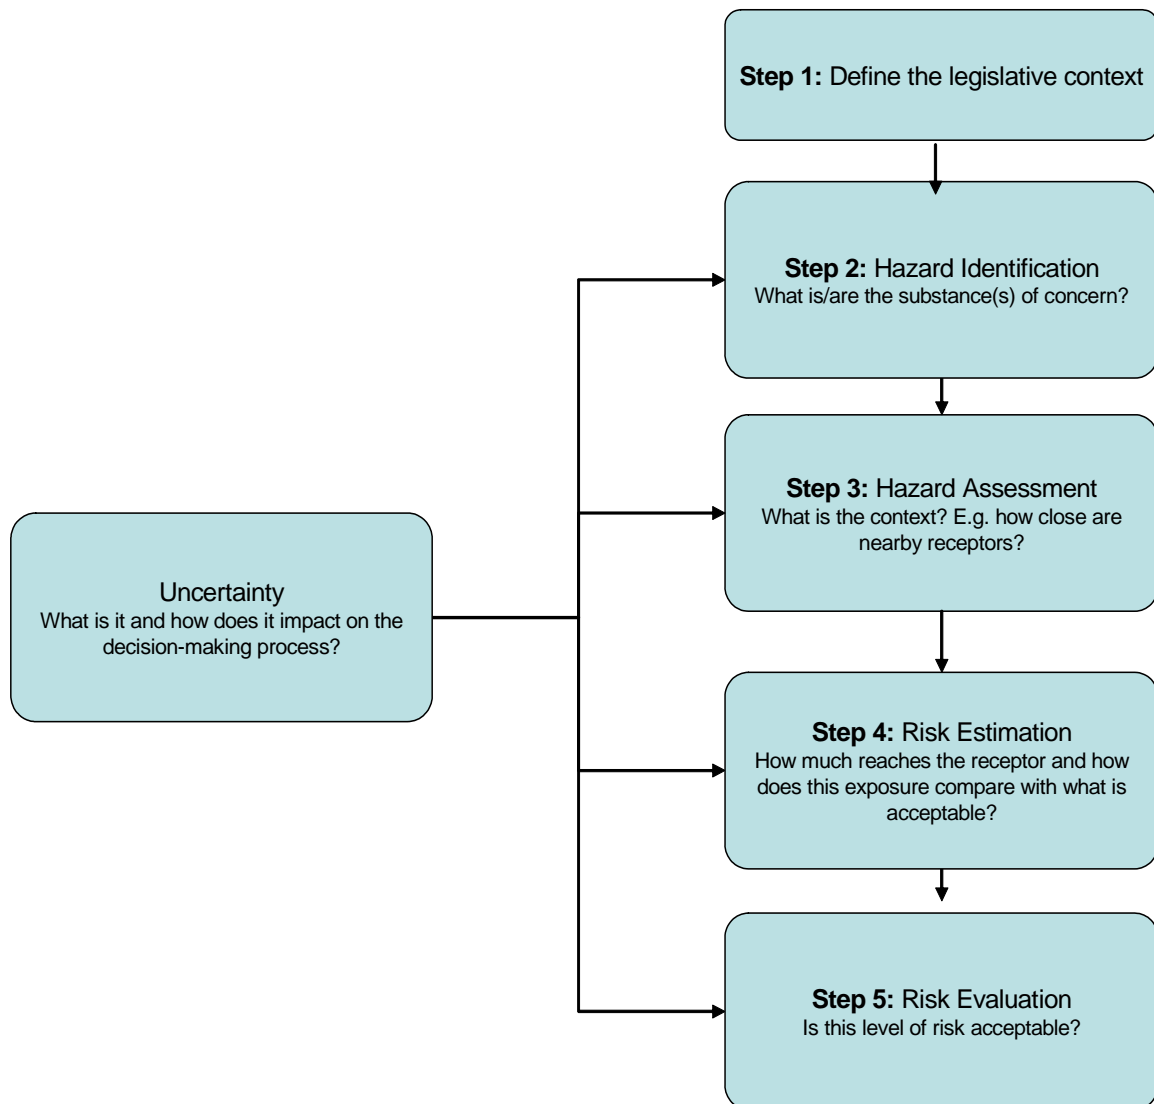 Step 1: Define the legislative context
Step 2: Hazard Identification
What is/are the substance(s) of concern?
Step 3: Hazard Assessment
What is the context? E.g. how close are
nearby receptors?
Uncertainty
What is it and how does it impact on the
decision-making process?
Step 4: Risk Estimation
How much reaches the receptor and how
does this exposure compare with what is
acceptable?
Step 5: Risk Evaluation
Is this level of risk acceptable?